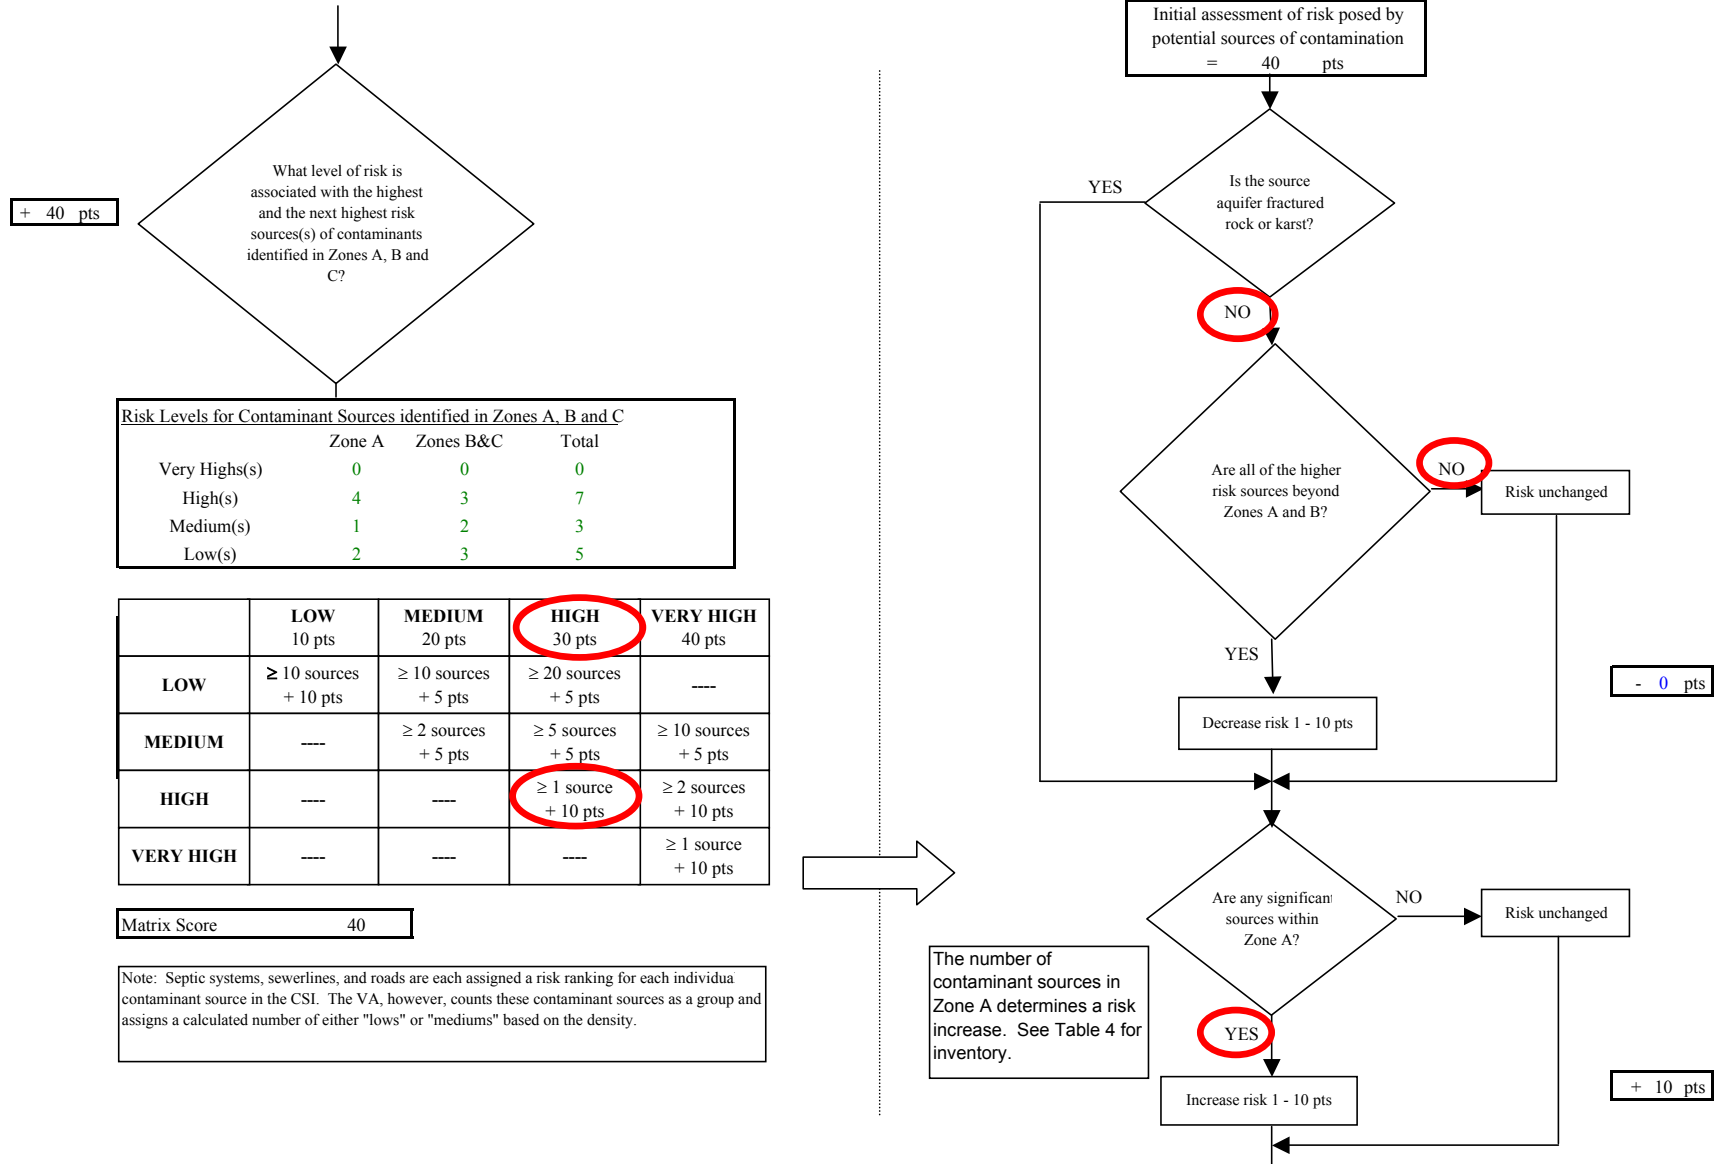 What level of risk is
associated with the highest
and the next highest risk
sources(s) of contaminants
identified in Zones A, B and
C?
+ 40 pts
Risk Levels for Contaminant Sources identified in Zones A, B and C
Zone A Zones B&C Total
Very Highs(s) 0 0 0
High(s) 4 3 7
Medium(s) 1 2 3
Low(s) 2 3 5
LOW MEDIUM HIGH VERY HIGH
10 pts 20 pts 30 pts 40 pts
LOW ≥ 10 sources ≥ 10 sources ≥ 20 sources ----
+ 10 pts + 5 pts + 5 pts
MEDIUM ---- ≥ 2 sources ≥ 5 sources ≥ 10 sources
+ 5 pts + 5 pts + 5 pts
HIGH ---- ---- ≥ 1 source ≥ 2 sources
+ 10 pts + 10 pts
VERY HIGH ---- ---- ---- ≥ 1 source
+ 10 pts
Matrix Score 40
Note: Septic systems, sewerlines, and roads are each assigned a risk ranking for each individua
contaminant source in the CSI. The VA, however, counts these contaminant sources as a group and
assigns a calculated number of either "lows" or "mediums" based on the density.
Initial assessment of risk posed by
potential sources of contamination
= 40 pts
Is the source
aquifer fractured
rock or karst?
YES
NO
Are all of the higher
risk sources beyond
Zones A and B?
NO
Risk unchanged
YES
Decrease risk 1 - 10 pts
- 0 pts
Are any significant
sources within
Zone A?
NO
Risk unchanged
The number of
contaminant sources in
Zone A determines a risk
increase. See Table 4 for
inventory.
YES
Increase risk 1 - 10 pts
+ 10 pts